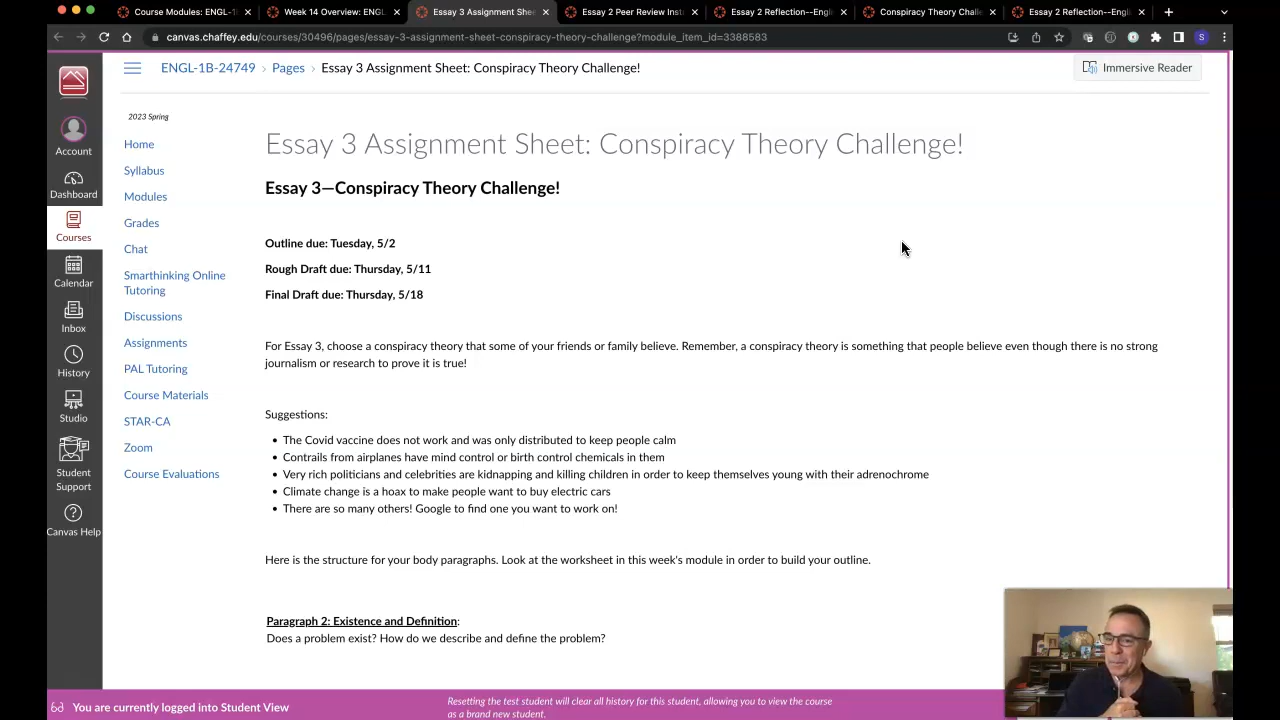 Course Modules: ENGL-1
Week 14 Overview: ENGL
Essay 3 Assignment Shee
Essay 2 Peer Review Inst
Essay 2 Reflection--Engl
Conspiracy Theory Chall
Essay 2 Reflection--Engl
canvas.chaffey.edu/courses/30496/pages/essay-3-assignment-sheet-conspiracy-theory-challenge?module_item_id=3388583
S
ENGL-1B-24749 › Pages › Essay 3 Assignment Sheet: Conspiracy Theory Challenge!
Immersive Reader
Account
Dashboard
Courses
Calendar
Inbox
History
Studio
Student
Support
Canvas Help
2023 Spring
Home
Syllabus
Modules
Grades
Chat
Smarthinking Online
Tutoring
Discussions
Assignments
PAL Tutoring
Course Materials
STAR-CA
Zoom
Course Evaluations
Essay 3 Assignment Sheet: Conspiracy Theory Challenge!
Essay 3—Conspiracy Theory Challenge!
Outline due: Tuesday, 5/2
Rough Draft due: Thursday, 5/11
Final Draft due: Thursday, 5/18
For Essay 3, choose a conspiracy theory that some of your friends or family believe. Remember, a conspiracy theory is something that people believe even though there is no strong
journalism or research to prove it is true!
Suggestions:
• The Covid vaccine does not work and was only distributed to keep people calm
• Contrails from airplanes have mind control or birth control chemicals in them
• Very rich politicians and celebrities are kidnapping and killing children in order to keep themselves young with their adrenochrome
• Climate change is a hoax to make people want to buy electric cars
• There are so many others! Google to find one you want to work on!
Here is the structure for your body paragraphs. Look at the worksheet in this week's module in order to build your outline.
Paragraph 2: Existence and Definition:
Does a problem exist? How do we describe and define the problem?
You are currently logged into Student View
Resetting the test student will clear all history for this student, allowing you to view the course
as a brand new student.